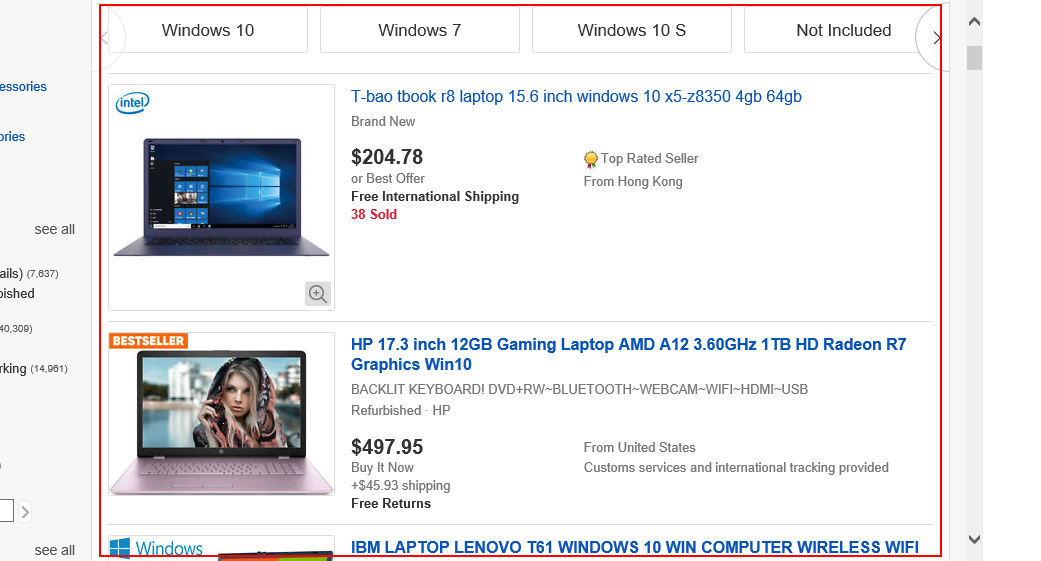 Windows 10
Windows 7
Windows 10 S
Not Included
essories
ories
see all
ails) (7,637)
bished
40,309)
rking (14,961)
)
see all
intel
T-bao tbook r8 laptop 15.6 inch windows 10 x5-z8350 4gb 64gb
Brand New
$204.78
or Best Offer
Free International Shipping
38 Sold
Top Rated Seller
From Hong Kong
BESTSELLER
HP 17.3 inch 12GB Gaming Laptop AMD A12 3.60GHz 1TB HD Radeon R7
Graphics Win10
BACKLIT KEYBOARD! DVD+RW~BLUETOOTH~WEBCAM~WIFI~HDMI~USB
Refurbished · HP
$497.95
Buy It Now
+$45.93 shipping
Free Returns
From United States
Customs services and international tracking provided
Windows
IBM LAPTOP LENOVO T61 WINDOWS 10 WIN COMPUTER WIRELESS WIFI